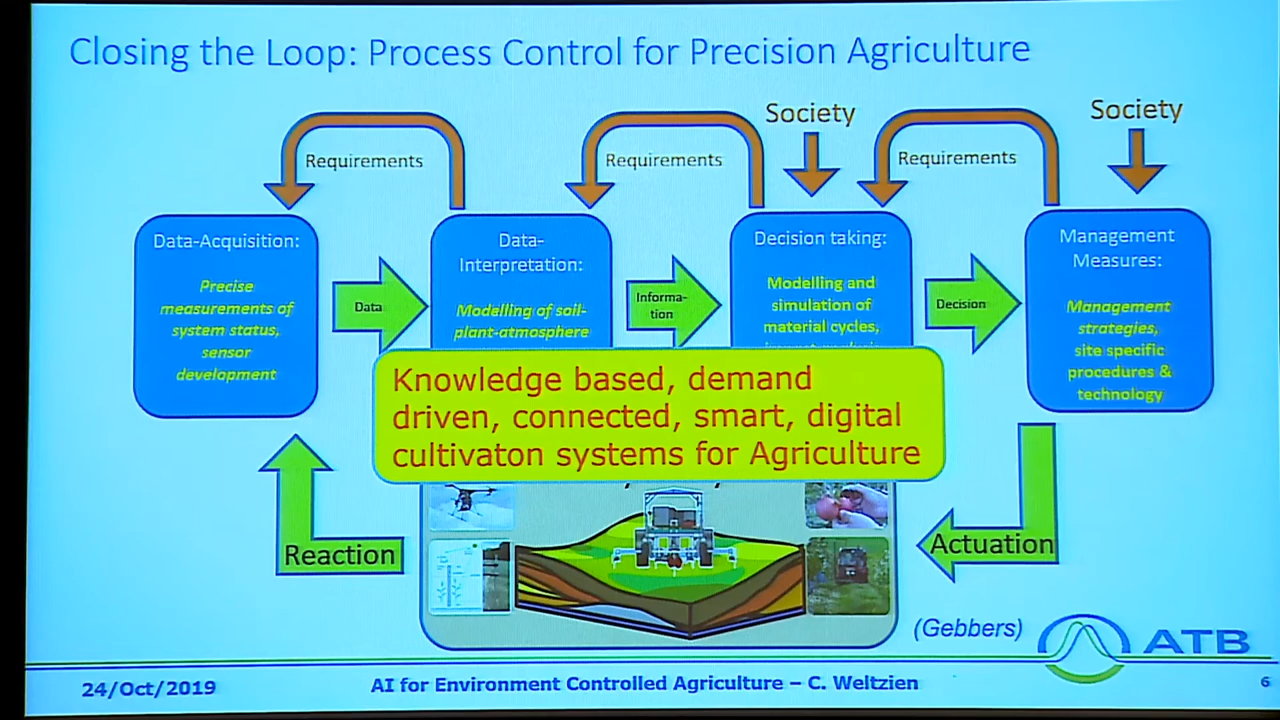 Closing the Loop: Process Control for Precision Agriculture
Society
Society
Requirements
Requirements
Requirements
Data-Acquisition:
Precise
measurements of
system status,
sensor
development
Data
Data-
Interpretation:
Modelling of soil-
plant-atmosphere
Informa-
tion
Decision taking:
Modelling and
simulation of
material cycles,
Decision
Management
Measures:
Management
strategies,
site specific
procedures &
technology
Knowledge based, demand
driven, connected, smart, digital
cultivaton systems for Agriculture
Reaction
Actuation
(Gebbers)
ATB
24/Oct/2019
AI for Environment Controlled Agriculture – C. Weltzien
6